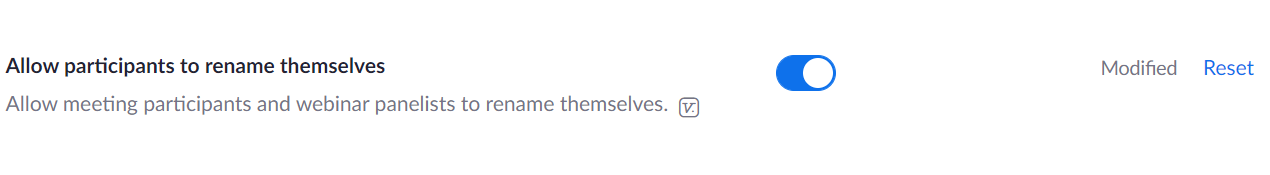 Allow participants to rename themselves
Modified Reset
Allow meeting participants and webinar panelists to rename themselves. V.